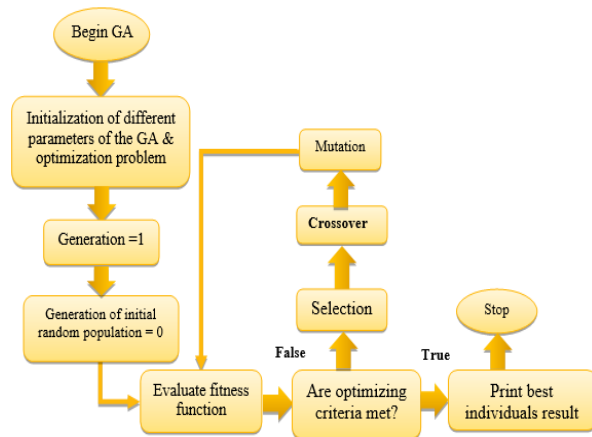 Begin GA
Initialization of different
parameters of the GA &
optimization problem
Generation =1
Generation of initial
random population = 0
Evaluate fitness
function
Are optimizing
criteria met?
False
Selection
Crossover
Mutation
True
Print best
individuals result
Stop